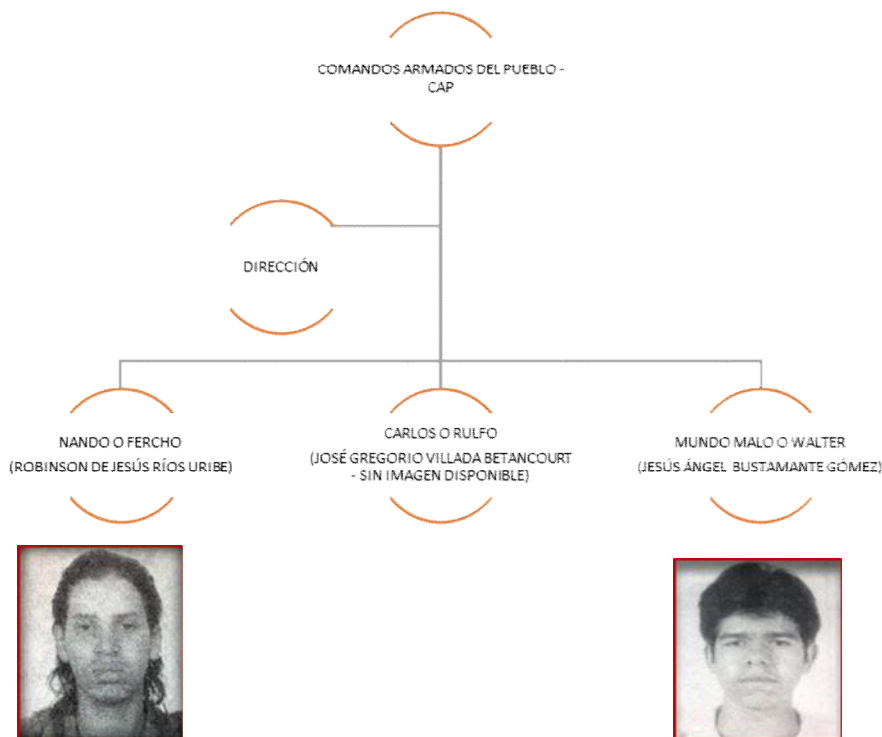 COMANDOS ARMADOS DEL PUEBLO -
CAP
DIRECCIÓN
NANDO O FERCHO
(ROBINSON DE JESÚS RÍOS URIBE)
CARLOS O RULFO
(JOSÉ GREGORIO VILLADA BETANCOURT
- SIN IMAGEN DISPONIBLE)
MUNDO MALO O WALTER
(JESÚS ÁNGEL BUSTAMANTE GÓMEZ)